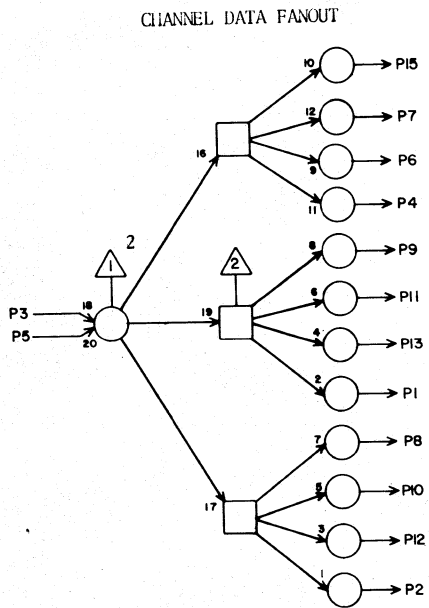 CHANNEL DATA FANOUT
10 P15
12 P7
16
9 P6
11 P4
2
1
2
8 P9
P3 18
6 P11
P5 20
19
4 P13
2 P1
7 P8
5 P10
17
3 P12
1 P2